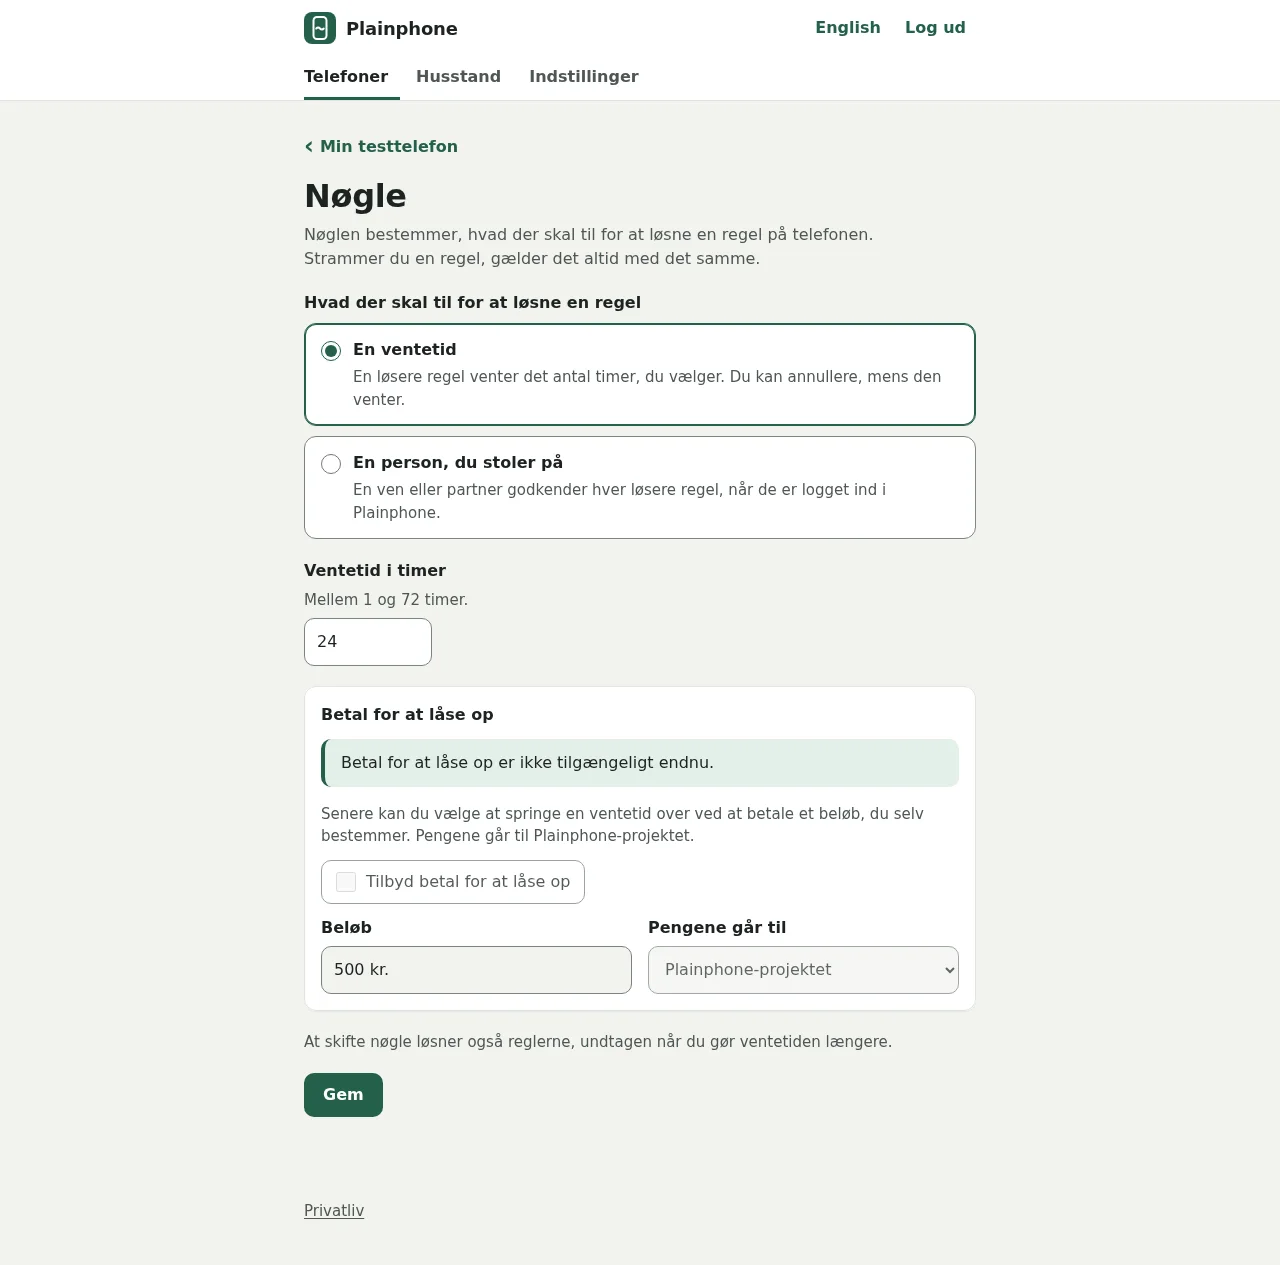 Plainphone
English
Log ud
Telefoner
Husstand
Indstillinger
‹ Min testtelefon
Nøgle
Nøglen bestemmer, hvad der skal til for at løsne en regel på telefonen.
Strammer du en regel, gælder det altid med det samme.
Hvad der skal til for at løsne en regel
En ventetid
En løsere regel venter det antal timer, du vælger. Du kan annullere, mens den
venter.
En person, du stoler på
En ven eller partner godkender hver løsere regel, når de er logget ind i
Plainphone.
Ventetid i timer
Mellem 1 og 72 timer.
24
Betal for at låse op
Betal for at låse op er ikke tilgængeligt endnu.
Senere kan du vælge at springe en ventetid over ved at betale et beløb, du selv
bestemmer. Pengene går til Plainphone-projektet.
Tilbyd betal for at låse op
Beløb
Pengene går til
500 kr.
Plainphone-projektet
At skifte nøgle løsner også reglerne, undtagen når du gør ventetiden længere.
Gem
Privatliv